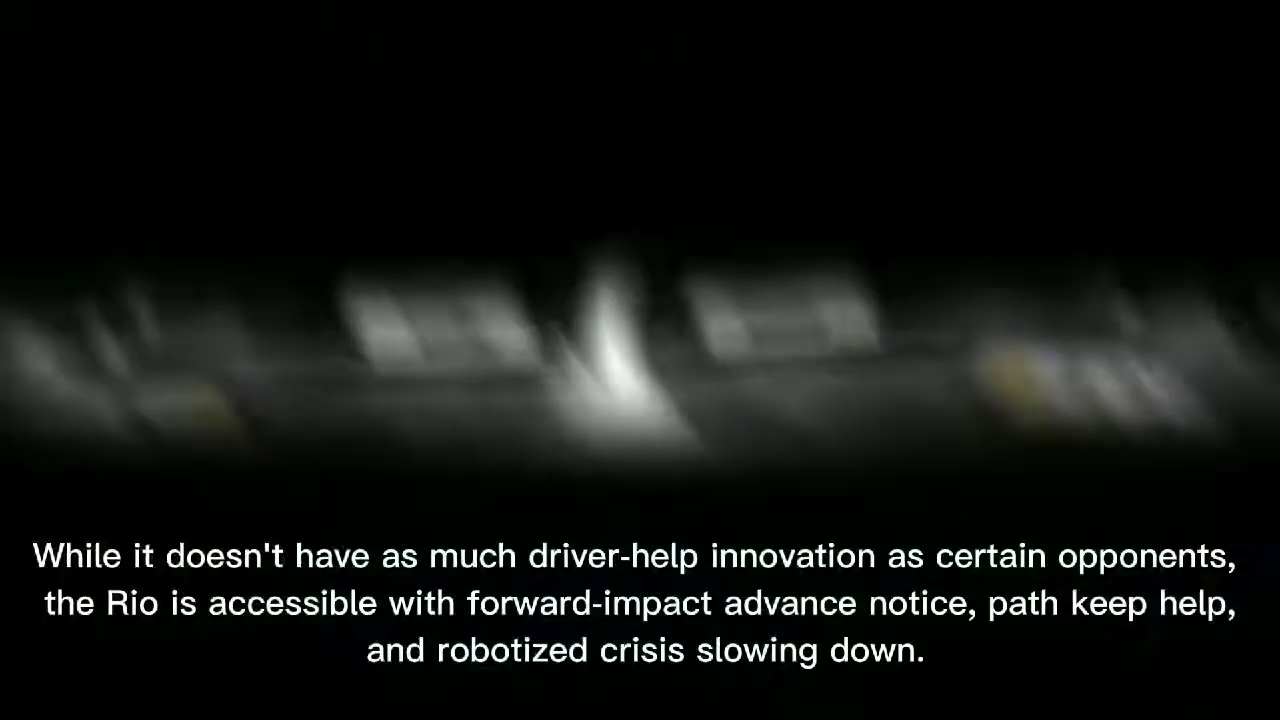 While it doesn't have as much driver-help innovation as certain opponents,
the Rio is accessible with forward-impact advance notice, path keep help,
and robotized crisis slowing down.